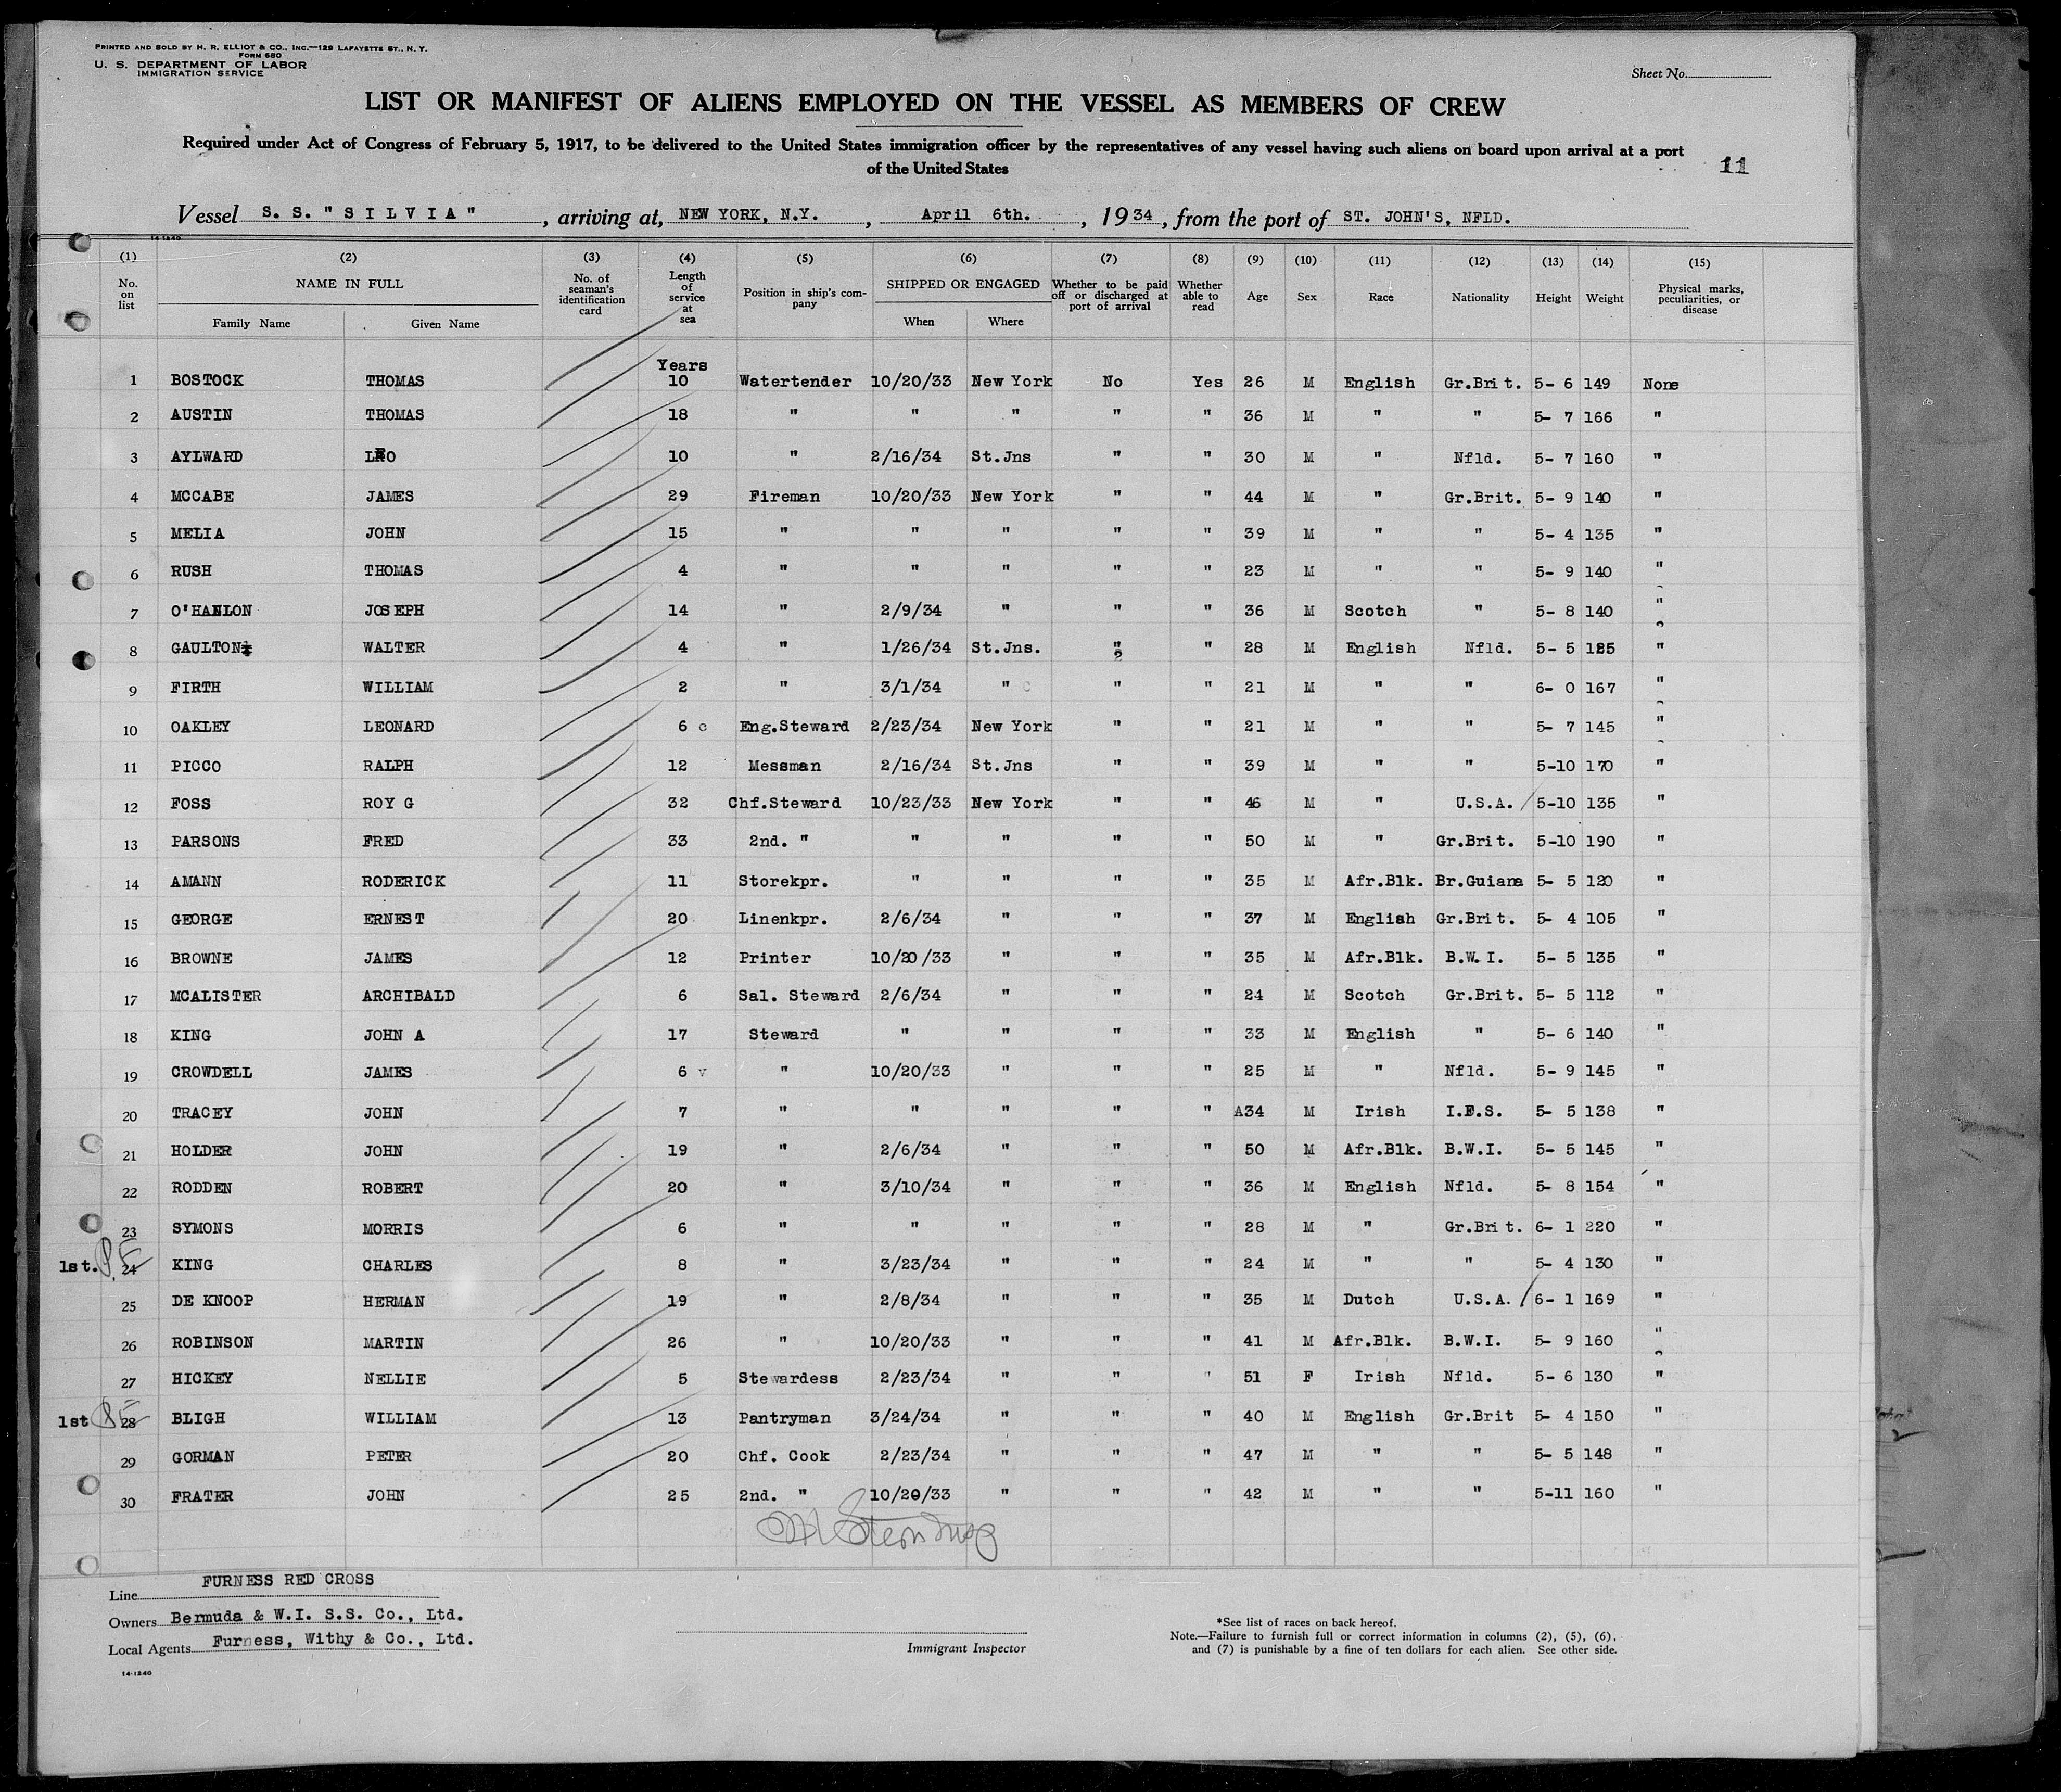 PRINTED AND SOLD BY H. R. ELLIOT & CO., INC.—129 LAFAYETTE ST., N. Y.
FORM 680
U. S. DEPARTMENT OF LABOR
IMMIGRATION SERVICE
Sheet No.
LIST OR MANIFEST OF ALIENS EMPLOYED ON THE VESSEL AS MEMBERS OF CREW
Required under Act of Congress of February 5, 1917, to be delivered to the United States immigration officer by the representatives of any vessel having such aliens on board upon arrival at a port
of the United States
11
Vessel S. S. "SILVIA", arriving at, NEW YORK, N.Y., April 6th., 1934, from the port of ST. JOHN'S, NFLD.
14-1240
(1) (2) (3) (4) (5) (6) (7) (8) (9) (10) (11) (12) (13) (14) (15)
No. on list NAME IN FULL No. of seaman's identification card Length of service at sea Position in ship's company SHIPPED OR ENGAGED Whether to be paid off or discharged at port of arrival Whether able to read Age Sex Race Nationality Height Weight Physical marks, peculiarities, or disease
Family Name Given Name When Where
Years
1 BOSTOCK THOMAS 10 Watertender 10/20/33 New York No Yes 26 M English Gr.Brit. 5- 6 149 None
2 AUSTIN THOMAS 18 " " " " " 36 M " " 5- 7 166 "
3 AYLWARD LEO 10 " 2/16/34 St.Jns " " 30 M " Nfld. 5- 7 160 "
4 MCCABE JAMES 29 Fireman 10/20/33 New York " " 44 M " Gr.Brit. 5- 9 140 "
5 MELIA JOHN 15 " " " " " 39 M " " 5- 4 135 "
6 RUSH THOMAS 4 " " " " " 23 M " " 5- 9 140 "
7 O'HANLON JOSEPH 14 " 2/9/34 " " " 36 M Scotch " 5- 8 140 "
8 GAULTON WALTER 4 " 1/26/34 St.Jns. " " 28 M English Nfld. 5- 5 125 "
9 FIRTH WILLIAM 2 " 3/1/34 " " " 21 M " " 6- 0 167 "
10 OAKLEY LEONARD 6 Eng.Steward 2/23/34 New York " " 21 M " " 5- 7 145 "
11 PICCO RALPH 12 Messman 2/16/34 St.Jns " " 39 M " " 5-10 170 "
12 FOSS ROY G 32 Chf.Steward 10/23/33 New York " " 46 M " U.S.A. 5-10 135 "
13 PARSONS FRED 33 2nd. " " " " " 50 M " Gr.Brit. 5-10 190 "
14 AMANN RODERICK 11 Storekpr. " " " " 35 M Afr.Blk. Br.Guiana 5- 5 120 "
15 GEORGE ERNEST 20 Linenkpr. 2/6/34 " " " 37 M English Gr.Brit. 5- 4 105 "
16 BROWNE JAMES 12 Printer 10/20/33 " " " 35 M Afr.Blk. B.W.I. 5- 5 135 "
17 MCALISTER ARCHIBALD 6 Sal. Steward 2/6/34 " " " 24 M Scotch Gr.Brit. 5- 5 112 "
18 KING JOHN A 17 Steward " " " " 33 M English " 5- 6 140 "
19 CROWDELL JAMES 6 " 10/20/33 " " " 25 M " Nfld. 5- 9 145 "
20 TRACEY JOHN 7 " " " " " A34 M Irish I.F.S. 5- 5 138 "
21 HOLDER JOHN 19 " 2/6/34 " " " 50 M Afr.Blk. B.W.I. 5- 5 145 "
22 RODDEN ROBERT 20 " 3/10/34 " " " 36 M English Nfld. 5- 8 154 "
23 SYMONS MORRIS 6 " " " " " 28 M " Gr.Brit. 6- 1 220 "
1st. 24 KING CHARLES 8 " 3/23/34 " " " 24 M " " 5- 4 130 "
25 DE KNOOP HERMAN 19 " 2/8/34 " " " 35 M Dutch U.S.A. 6- 1 169 "
26 ROBINSON MARTIN 26 " 10/20/33 " " " 41 M Afr.Blk. B.W.I. 5- 9 160 "
27 HICKEY NELLIE 5 Stewardess 2/23/34 " " " 51 F Irish Nfld. 5- 6 130 "
1st 28 BLIGH WILLIAM 13 Pantryman 3/24/34 " " " 40 M English Gr.Brit 5- 4 150 "
29 GORMAN PETER 20 Chf. Cook 2/23/34 " " " 47 M " " 5- 5 148 "
30 FRATER JOHN 25 2nd. " 10/20/33 " " " 42 M " " 5-11 160 "
Line FURNESS RED CROSS
Owners Bermuda & W.I. S.S. Co., Ltd.
Local Agents Furness, Withy & Co., Ltd.
Immigrant Inspector
*See list of races on back hereof.
Note.—Failure to furnish full or correct information in columns (2), (5), (6),
and (7) is punishable by a fine of ten dollars for each alien. See other side.
14-1240